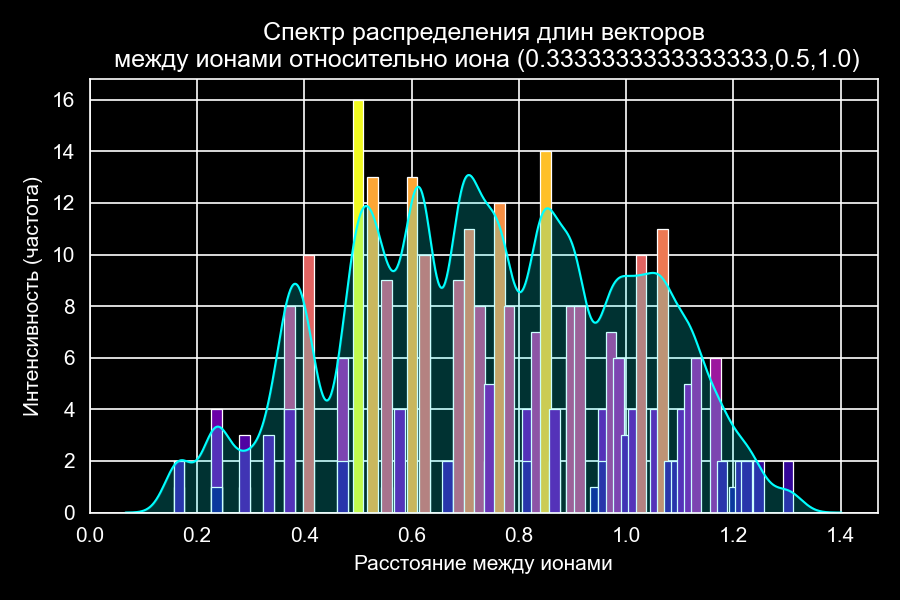 Спектр распределения длин векторов
между ионами относительно иона (0.3333333333333333,0.5,1.0)
Интенсивность (частота)
16
14
12
10
8
6
4
2
0
0.0 0.2 0.4 0.6 0.8 1.0 1.2 1.4
Расстояние между ионами